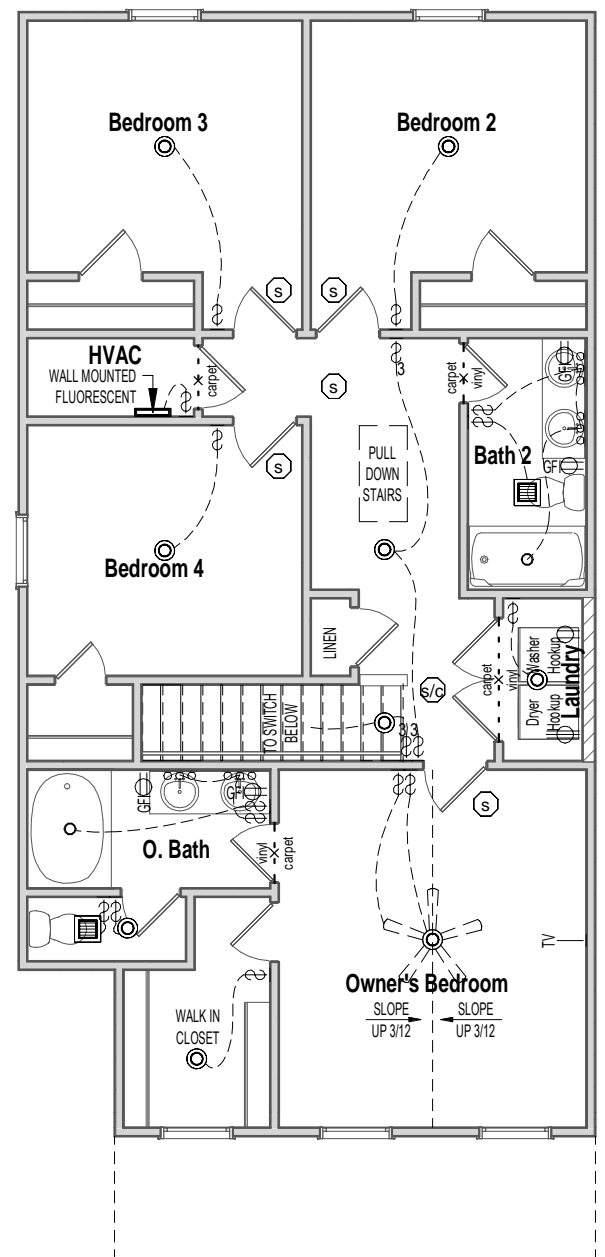 Bedroom 3
Bedroom 2
S
S
HVAC
WALL MOUNTED
FLUORESCENT
carpet
S
3
carpet
vinyl
GFI
S
PULL
DOWN
STAIRS
Bath 2
GFI
Bedroom 4
LINEN
carpet
vinyl
Washer
Hookup
Dryer
Hookup
Laundry
S/C
TO SWITCH
BELOW
3
3
GFI
GFI
O. Bath
vinyl
carpet
S
TV
Owner's Bedroom
SLOPE
UP 3/12
SLOPE
UP 3/12
WALK IN
CLOSET